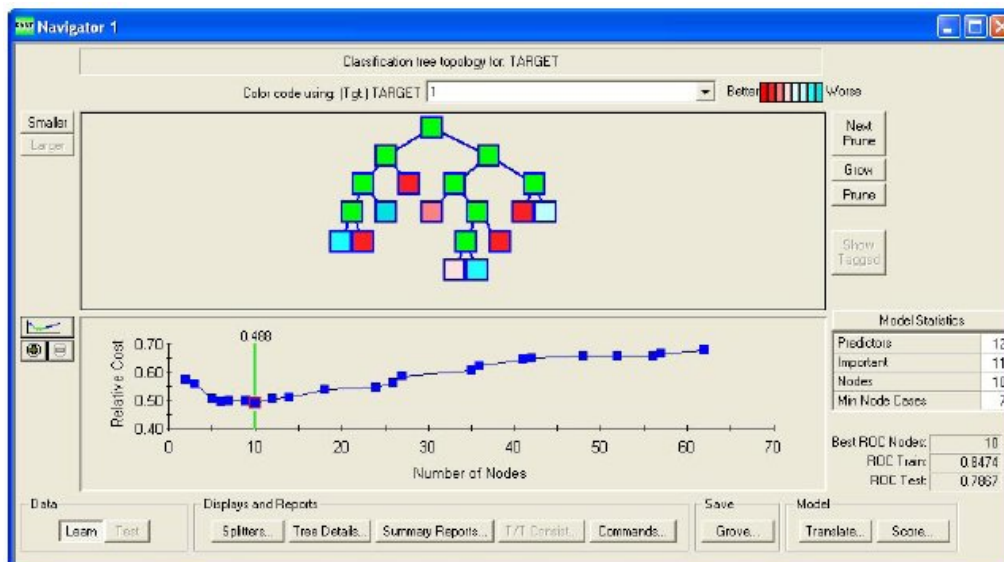 CART Navigator 1
Classification tree topology for: TARGET
Color code using: (Tgt.) TARGET 1 Better Worse
Smaller
Larger
Next
Prune
Grow
Prune
Show
Tagged
0.488
Relative Cost
0.70
0.60
0.50
0.40
0 10 20 30 40 50 60 70
Number of Nodes
Model Statistics
Predictors 12
Important 11
Nodes 10
Min Node Cases 7
Best ROC Nodes: 10
ROC Train: 0.8474
ROC Test: 0.7867
Data
Learn Test
Displays and Reports
Splitters... Tree Details... Summary Reports... T/T Consist... Commands...
Save
Grove...
Model
Translate... Score...